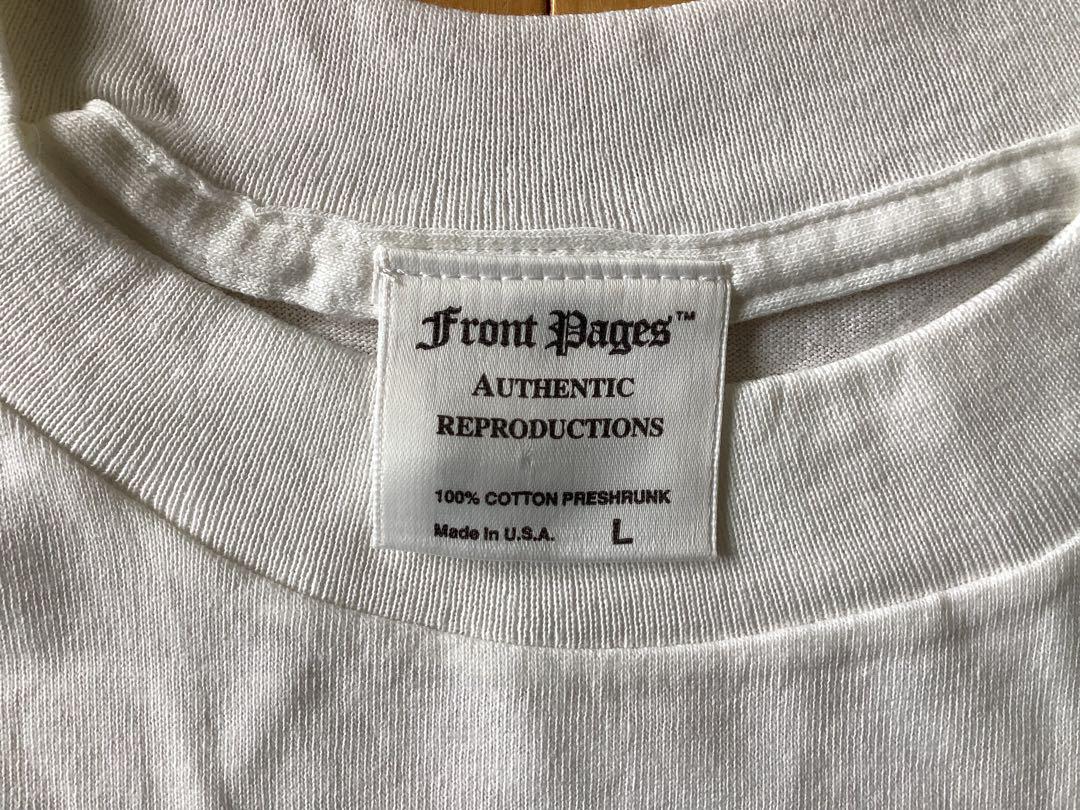 Front Pages™
AUTHENTIC
REPRODUCTIONS
100% COTTON PRESHRUNK
Made in U.S.A. L